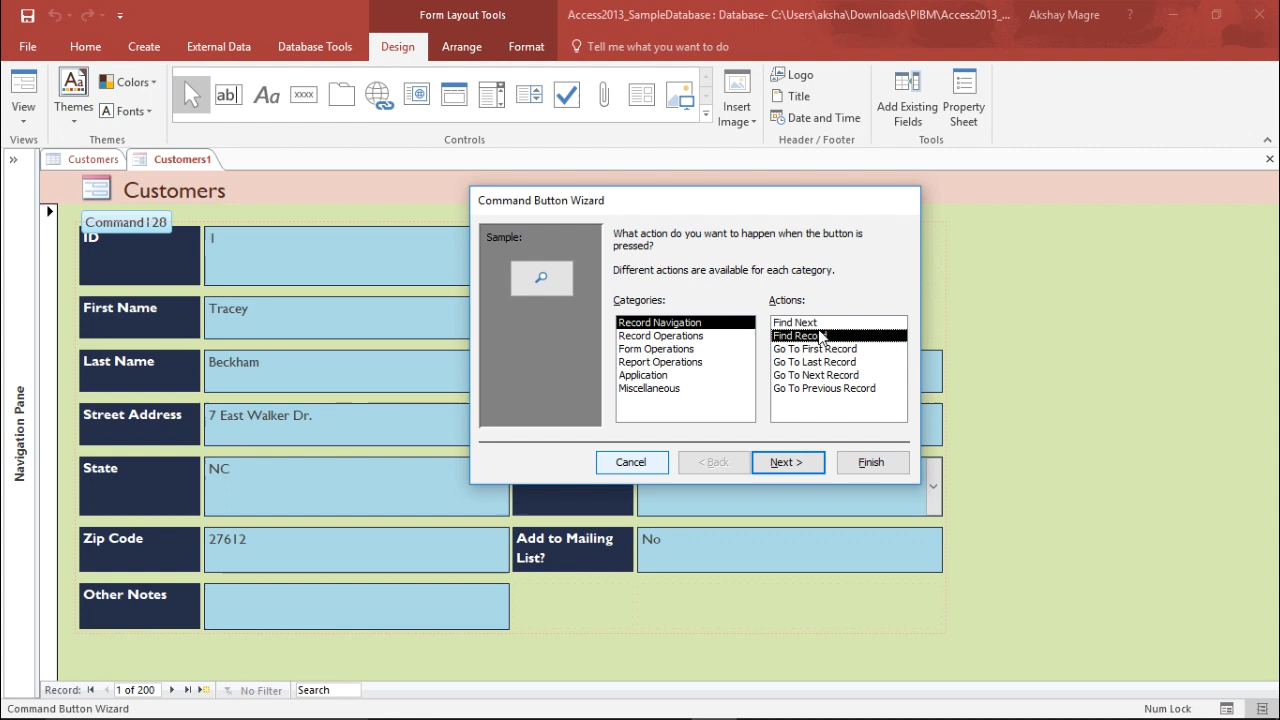 Form Layout Tools
Access2013_SampleDatabase : Database- C:\Users\aksha\Downloads\PIBM\Access2013_...
Akshay Magre
?
File
Home
Create
External Data
Database Tools
Design
Arrange
Format
Tell me what you want to do
View
Themes
Colors
Fonts
ab|
Aa
xxxx
Insert
Image
Logo
Title
Date and Time
Add Existing
Fields
Property
Sheet
Views
Themes
Controls
Header / Footer
Tools
Customers
Customers1
Navigation Pane
Customers
Command128
ID
1
First Name
Tracey
Last Name
Beckham
Street Address
7 East Walker Dr.
State
NC
Zip Code
27612
Add to Mailing
List?
No
Other Notes
Command Button Wizard
Sample:
What action do you want to happen when the button is
pressed?
Different actions are available for each category.
Categories:
Record Navigation
Record Operations
Form Operations
Report Operations
Application
Miscellaneous
Actions:
Find Next
Find Record
Go To First Record
Go To Last Record
Go To Next Record
Go To Previous Record
Cancel
< Back
Next >
Finish
Record:
1 of 200
No Filter
Search
Command Button Wizard
Num Lock